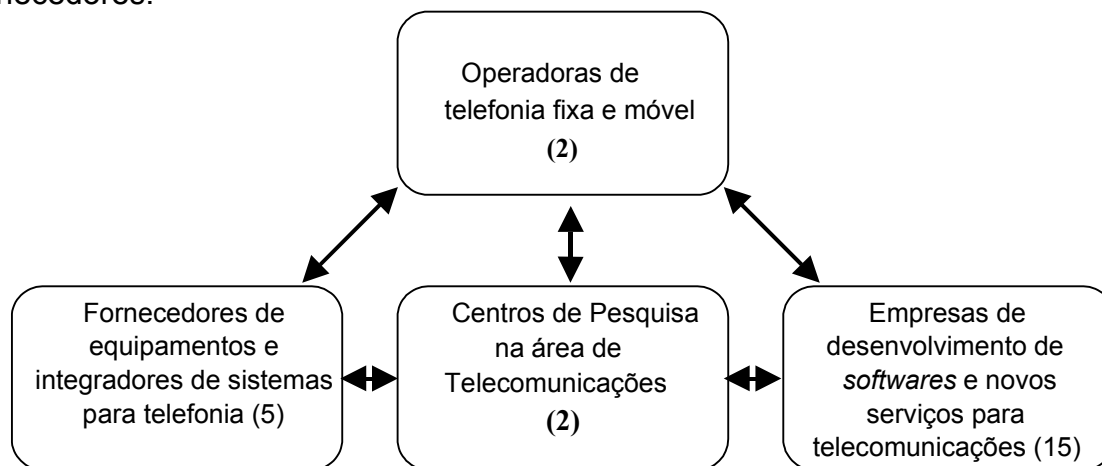 Operadoras de
telefonia fixa e móvel
(2)
Fornecedores de
equipamentos e
integradores de sistemas
para telefonia (5)
Centros de Pesquisa
na área de
Telecomunicações
(2)
Empresas de
desenvolvimento de
softwares e novos
serviços para
telecomunicações (15)